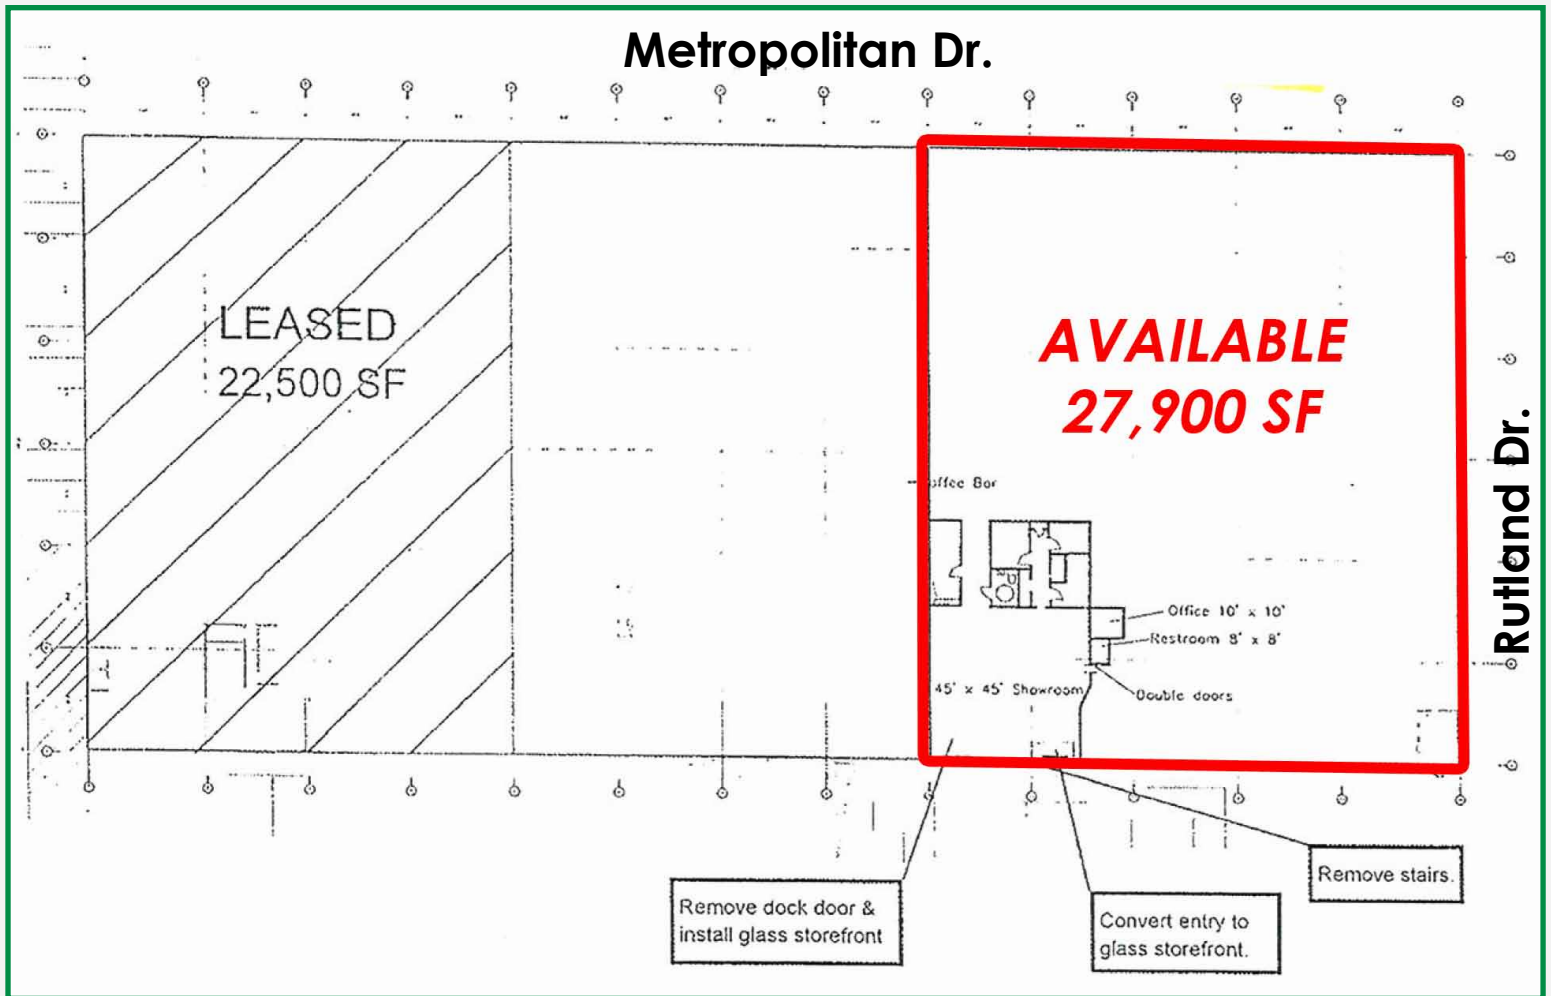 Metropolitan Dr.
LEASED
22,500 SF
AVAILABLE
27,900 SF
Rutland Dr.
Bar
Office 10' x 10'
Restroom 8' x 8'
45' x 45' Showroom
Double doors
Remove stairs.
Remove dock door &
install glass storefront
Convert entry to
glass storefront.